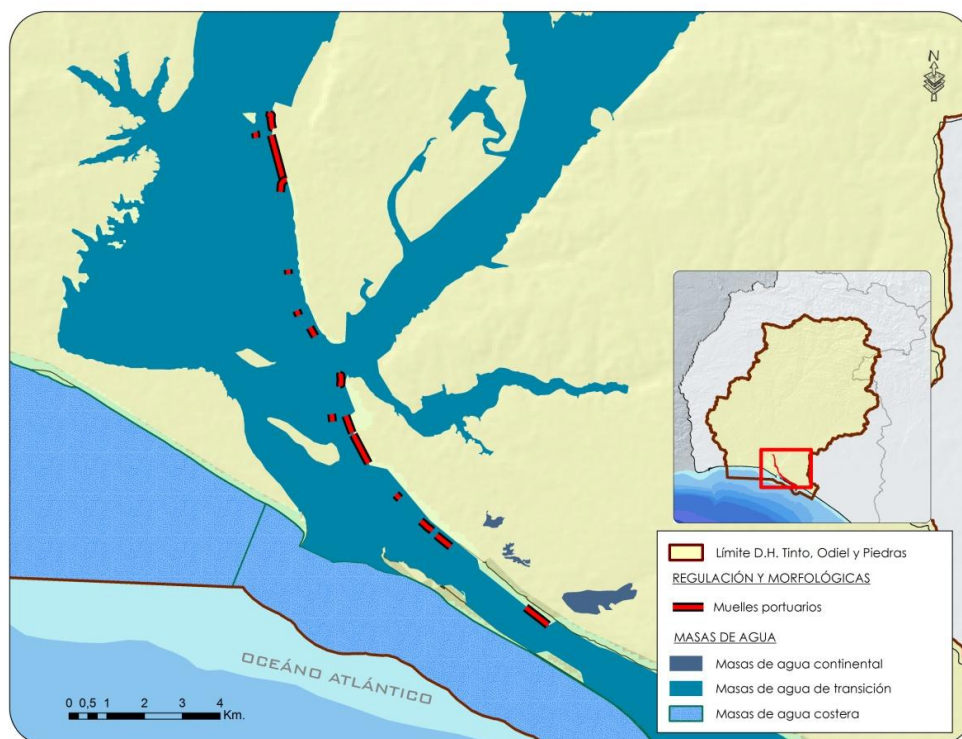 N
Límite D.H. Tinto, Odiel y Piedras
REGULACIÓN Y MORFOLÓGICAS
Muelles portuarios
MASAS DE AGUA
Masas de agua continental
Masas de agua de transición
Masas de agua costera
OCEÁNO ATLÁNTICO
0 0,5 1 2 3 4
Km.